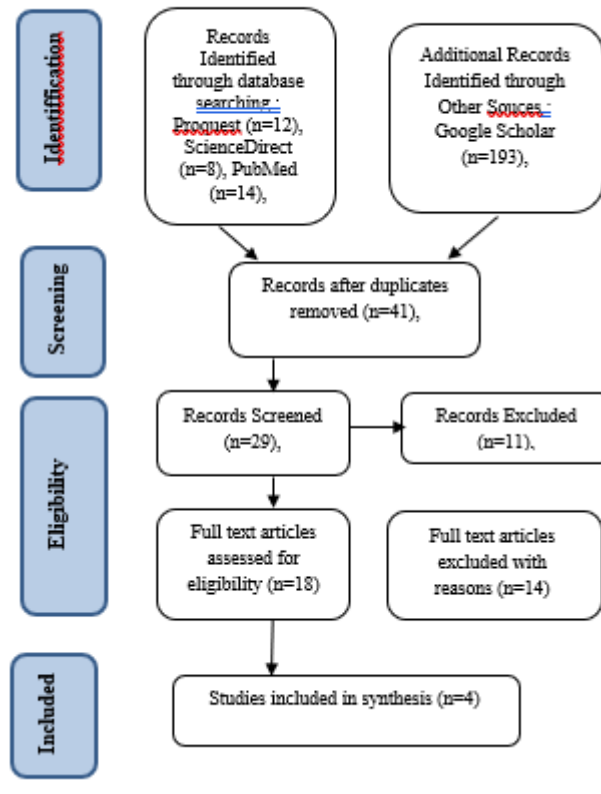 Identiffication
Records
Identified
through database
searching :
Proquest (n=12),
ScienceDirect
(n=8), PubMed
(n=14),
Additional Records
Identified through
Other Souces :
Google Scholar
(n=193),
Screening
Records after duplicates
removed (n=41),
Eligibility
Records Screened
(n=29),
Records Excluded
(n=11),
Full text articles
assessed for
eligibility (n=18)
Full text articles
excluded with
reasons (n=14)
Included
Studies included in synthesis (n=4)